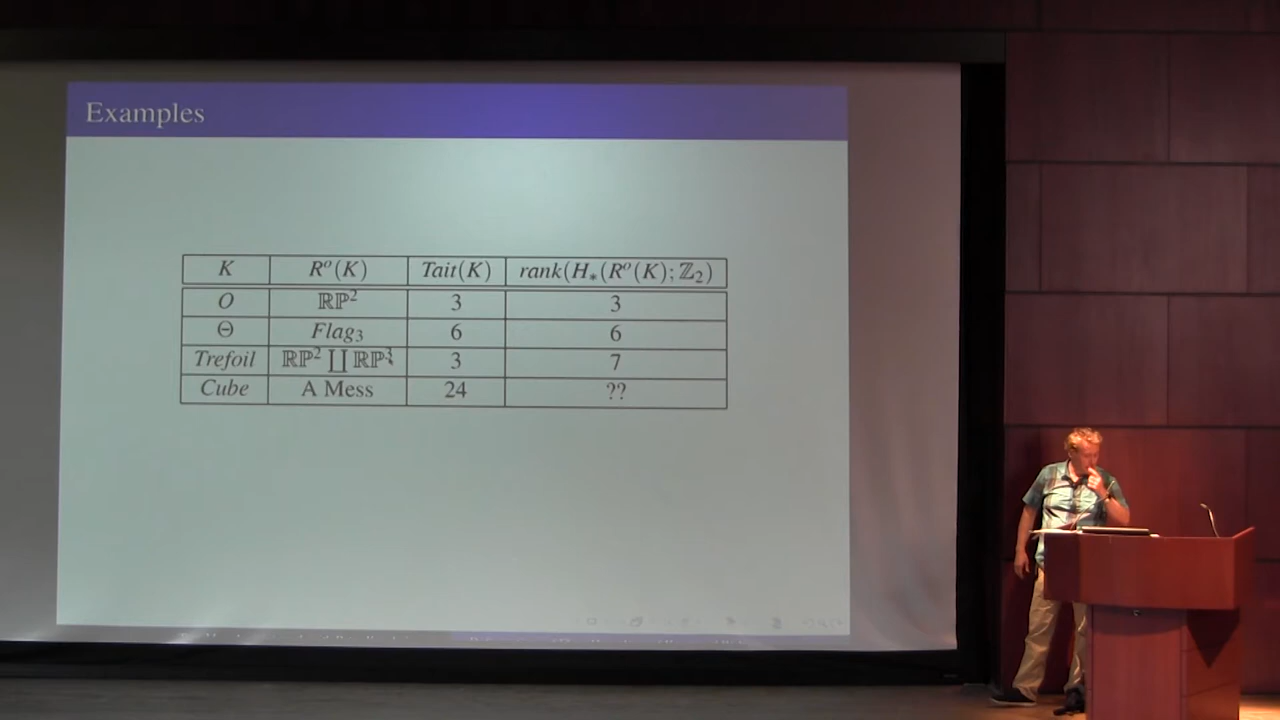 Examples
K R^o(K) Tait(K) rank(H_*(R^o(K);ℤ_2)
O ℝℙ^2 3 3
Θ Flag_3 6 6
Trefoil ℝℙ^2 ∐ ℝℙ^3 3 7
Cube A Mess 24 ??